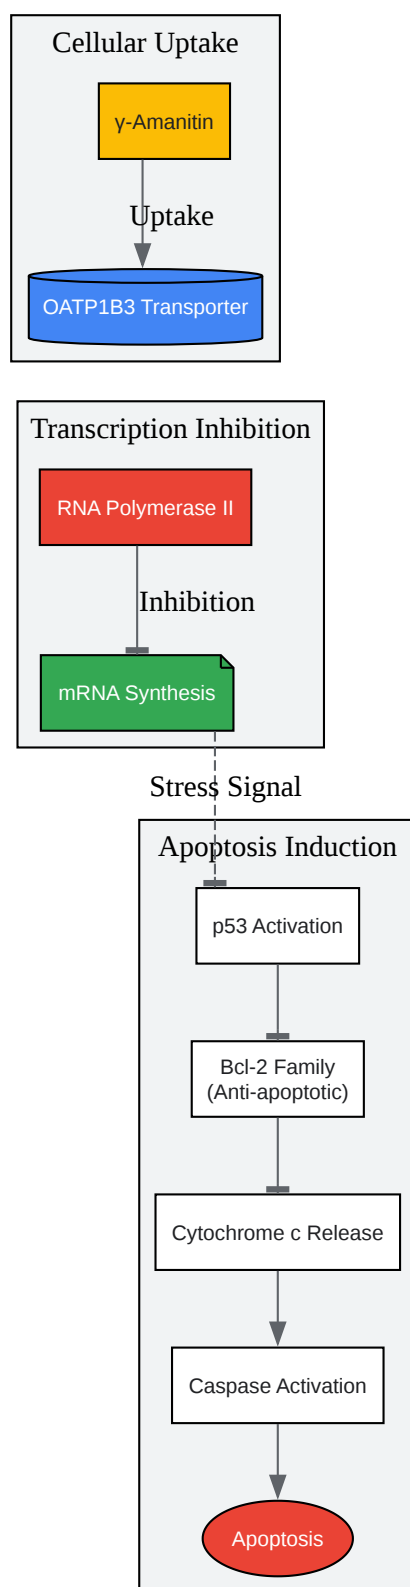 Cellular Uptake
γ-Amanitin
Uptake
OATP1B3 Transporter
Transcription Inhibition
RNA Polymerase II
Inhibition
mRNA Synthesis
Stress Signal
Apoptosis Induction
p53 Activation
Bcl-2 Family
(Anti-apoptotic)
Cytochrome c Release
Caspase Activation
Apoptosis